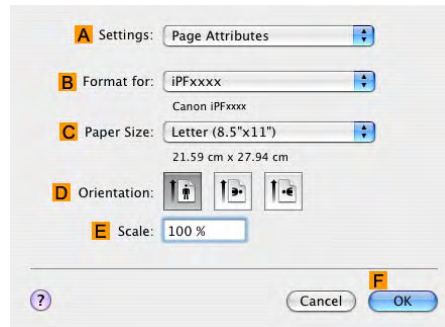 A Settings: Page Attributes
B Format for: iPFxxxx
Canon iPFxxxx
C Paper Size: Letter (8.5"x11")
21.59 cm x 27.94 cm
D Orientation:
E Scale: 100 %
F
? Cancel OK